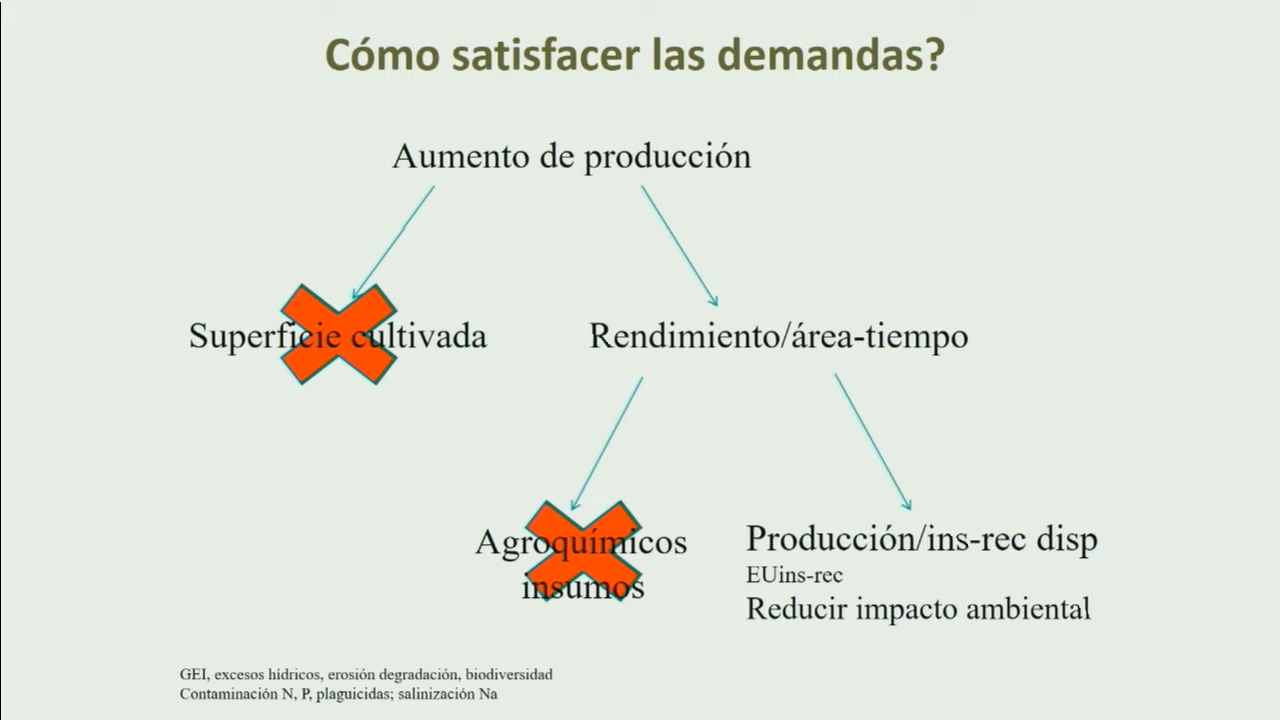 Cómo satisfacer las demandas?
Aumento de producción
Superficie cultivada
Rendimiento/área-tiempo
Agroquímicos
insumos
Producción/ins-rec disp
EUins-rec
Reducir impacto ambiental
GEI, excesos hídricos, erosión degradación, biodiversidad
Contaminación N, P, plaguicidas; salinización Na